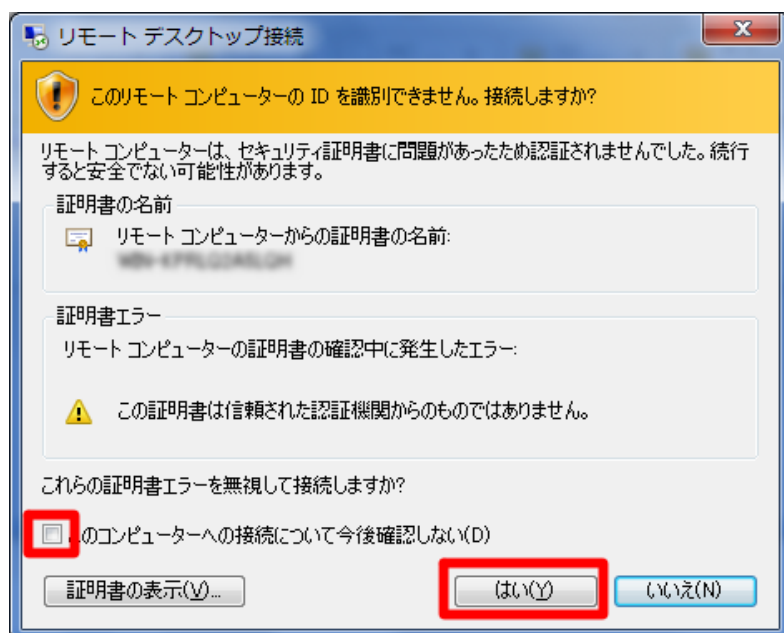 リモート デスクトップ接続
このリモート コンピューターの ID を識別できません。接続しますか?
リモート コンピューターは、セキュリティ証明書に問題があったため認証されませんでした。続行
すると安全でない可能性があります。
証明書の名前
リモート コンピューターからの証明書の名前:
証明書エラー
リモート コンピューターの証明書の確認中に発生したエラー:
この証明書は信頼された認証機関からのものではありません。
これらの証明書エラーを無視して接続しますか?
このコンピューターへの接続について今後確認しない(D)
証明書の表示(V)... はい(Y) いいえ(N)